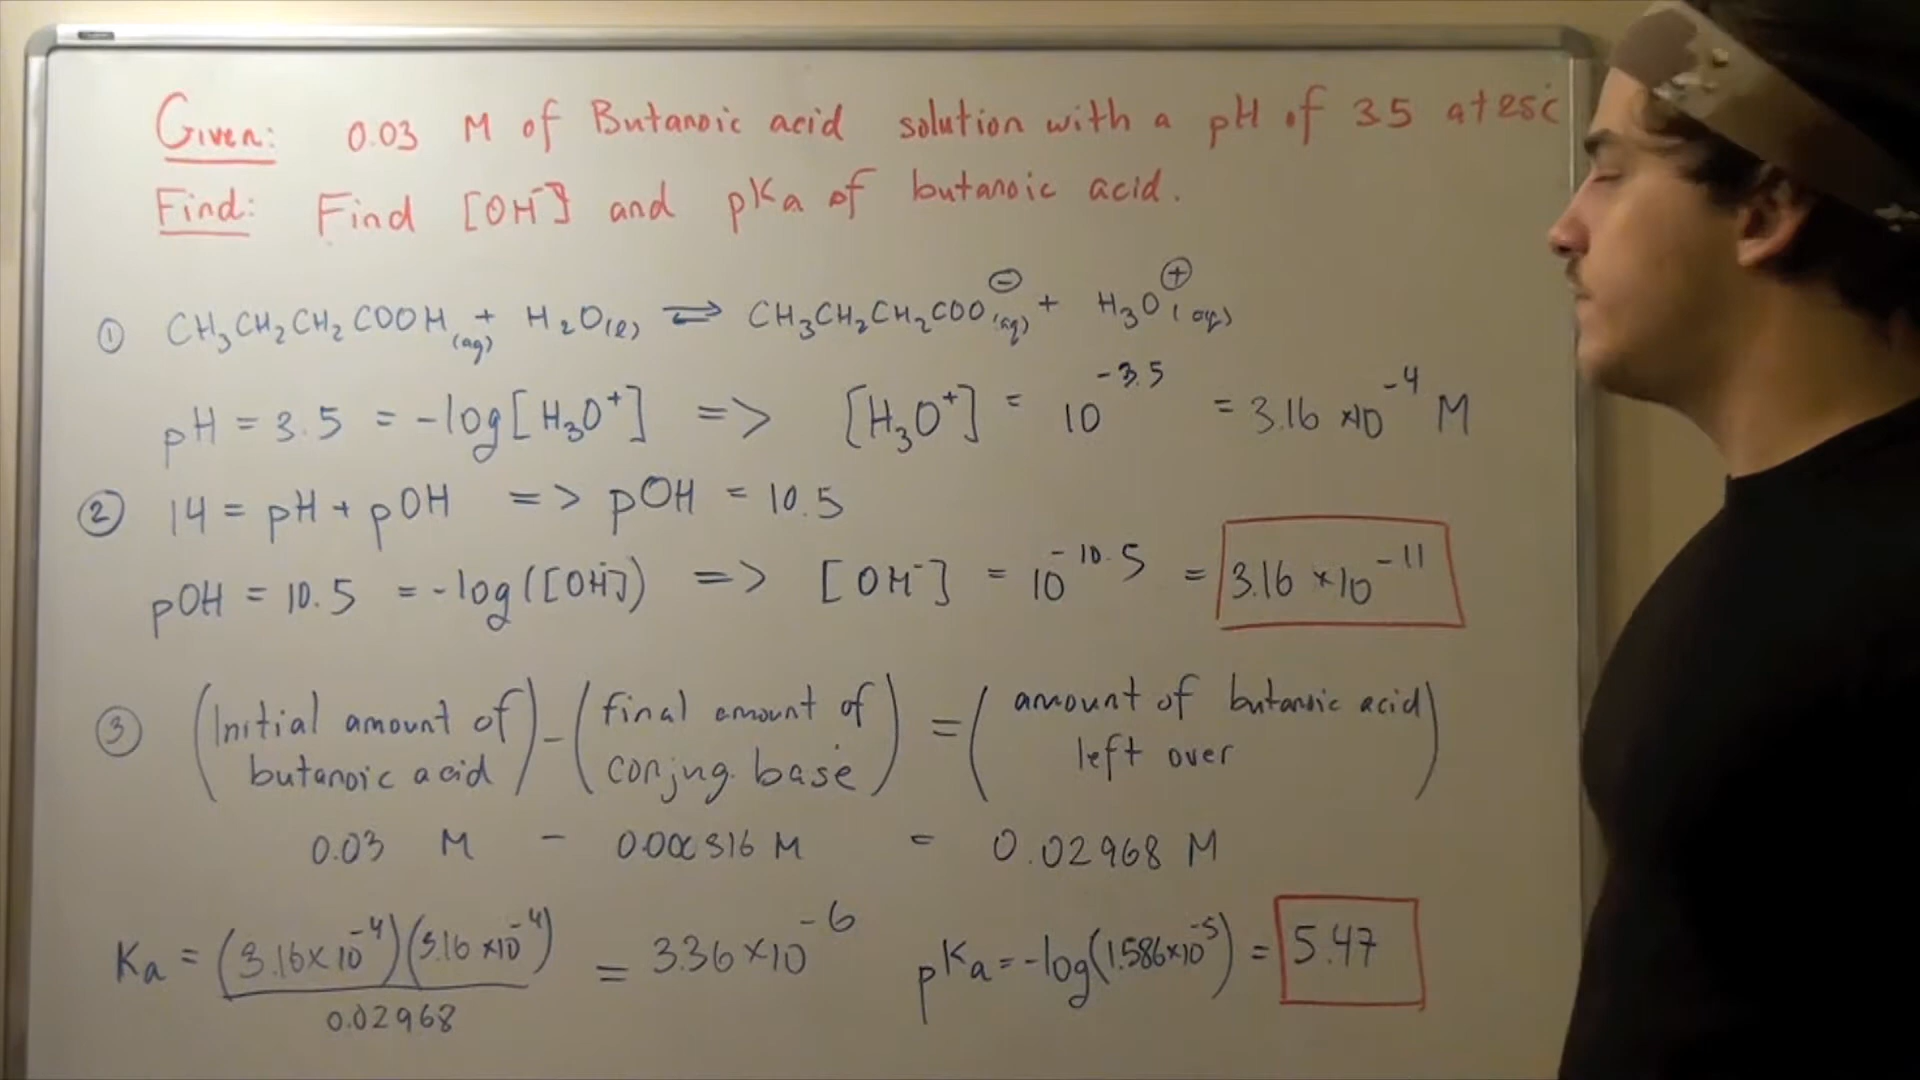 Given: 0.03 M of Butanoic acid solution with a pH of 3.5 at 25C
Find: Find [OH⁻] and pKa of butanoic acid.
① CH₃CH₂CH₂COOH(aq) + H₂O(l) ⇌ CH₃CH₂CH₂COO⊖(aq) + H₃O⊕(aq)
pH = 3.5 = -log[H₃O⁺] => [H₃O⁺] = 10^-3.5 = 3.16 ×10^-4 M
② 14 = pH + pOH => pOH = 10.5
pOH = 10.5 = -log([OH⁻]) => [OH⁻] = 10^-10.5 = 3.16 ×10^-11
③ (Initial amount of butanoic acid) - (final amount of conjug. base) = (amount of butanoic acid left over)
0.03 M - 0.000316 M = 0.02968 M
Ka = (3.16×10^-4)(3.16×10^-4) / 0.02968 = 3.36×10^-6 pKa = -log(1.586×10^-5) = 5.47